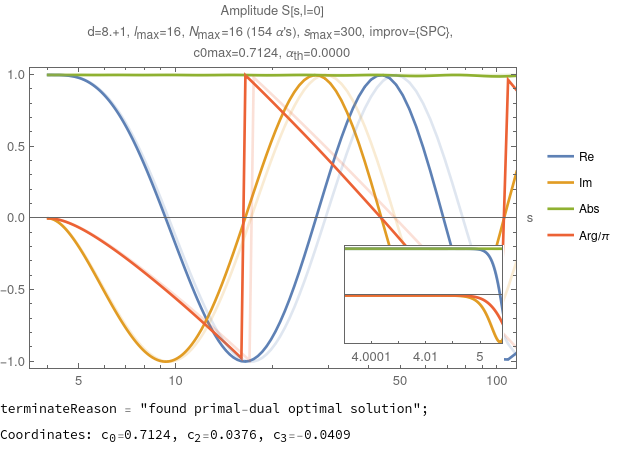 Amplitude S[s,l=0]
d=8.+1, lmax=16, Nmax=16 (154 α's), smax=300, improv={SPC},
c0max=0.7124, αth=0.0000
1.0
0.5
0.0
-0.5
-1.0
5
10
50
100
s
4.0001
4.01
5
Re
Im
Abs
Arg/π
terminateReason = "found primal-dual optimal solution";
Coordinates: c0=0.7124, c2=0.0376, c3=-0.0409